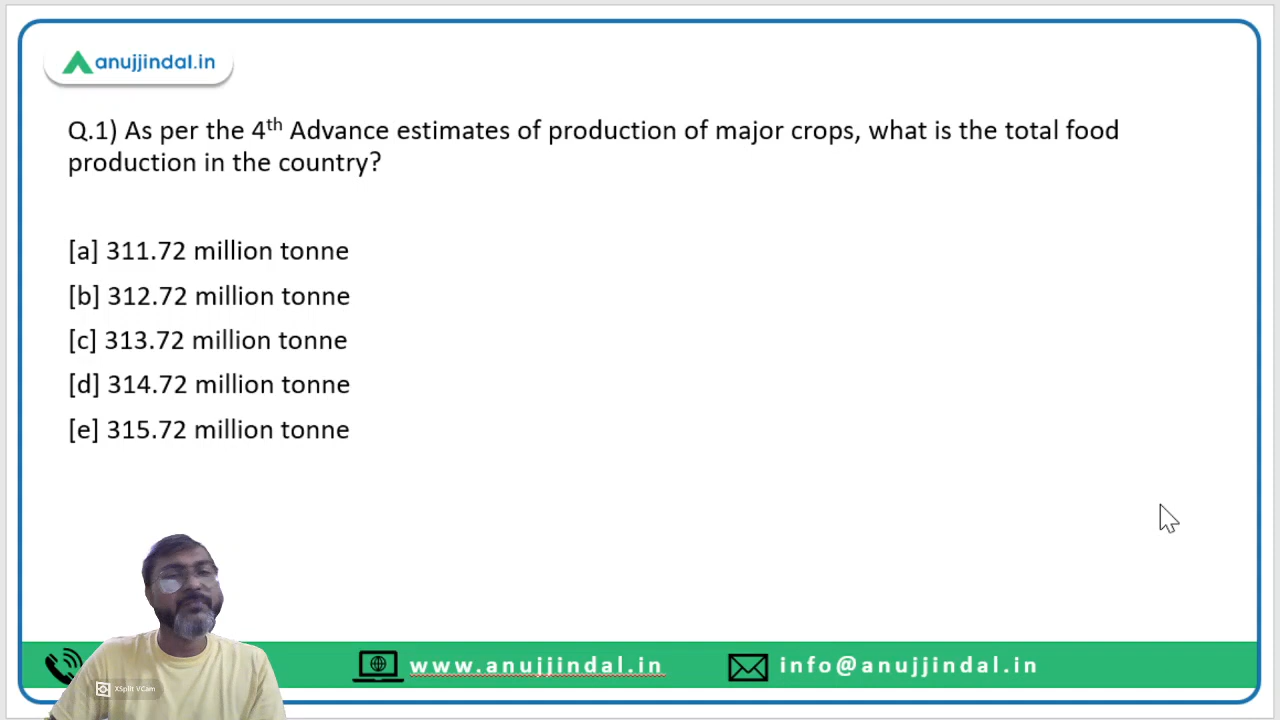 anujjindal.in
Q.1) As per the 4th Advance estimates of production of major crops, what is the total food
production in the country?
[a] 311.72 million tonne
[b] 312.72 million tonne
[c] 313.72 million tonne
[d] 314.72 million tonne
[e] 315.72 million tonne
www.anujjindal.in
info@anujjindal.in
XSplit VCam